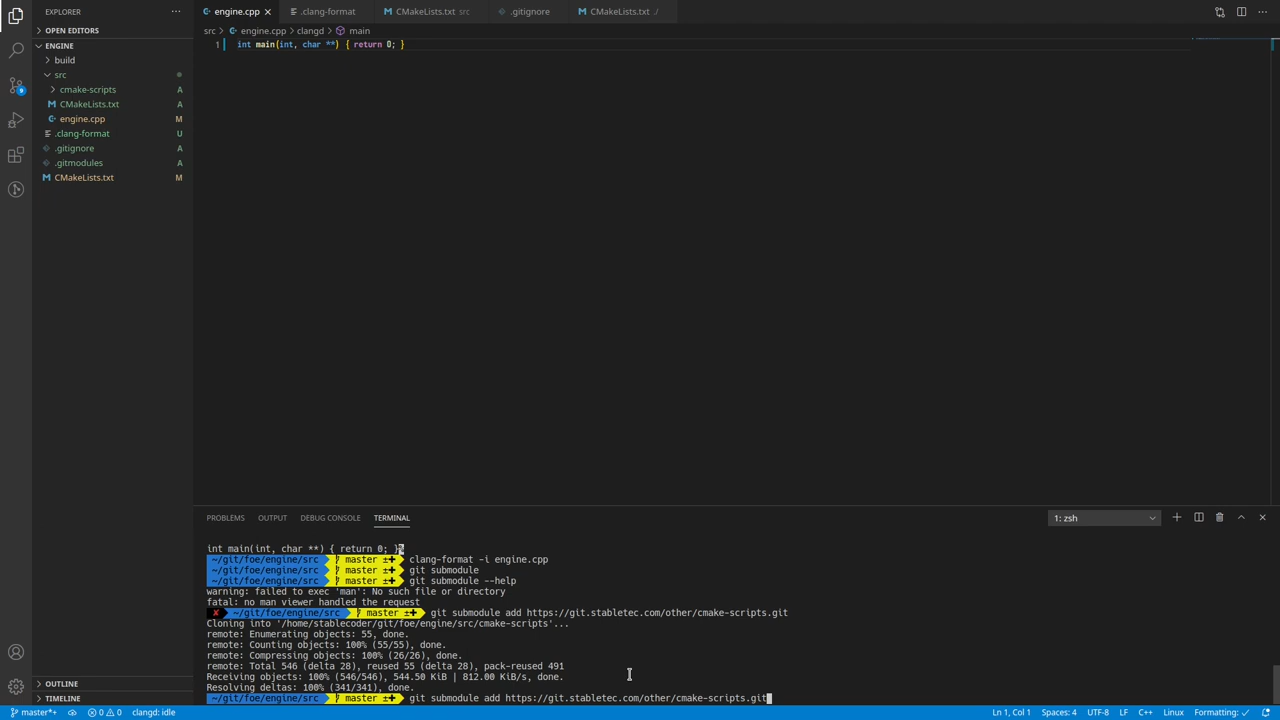 EXPLORER ···
engine.cpp × .clang-format CMakeLists.txt src .gitignore CMakeLists.txt ./
OPEN EDITORS
src > engine.cpp > clangd > main
ENGINE
1 int main(int, char **) { return 0; }
build
src
cmake-scripts A
CMakeLists.txt A
engine.cpp M
.clang-format U
.gitignore A
.gitmodules A
CMakeLists.txt M
9
PROBLEMS OUTPUT DEBUG CONSOLE TERMINAL 1: zsh
int main(int, char **) { return 0; }%
~/git/foe/engine/src master ±✚ clang-format -i engine.cpp
~/git/foe/engine/src master ±✚ git submodule
~/git/foe/engine/src master ±✚ git submodule --help
warning: failed to exec 'man': No such file or directory
fatal: no man viewer handled the request
✘ ~/git/foe/engine/src master ±✚ git submodule add https://git.stabletec.com/other/cmake-scripts.git
Cloning into '/home/stablecoder/git/foe/engine/src/cmake-scripts'...
remote: Enumerating objects: 55, done.
remote: Counting objects: 100% (55/55), done.
remote: Compressing objects: 100% (26/26), done.
remote: Total 546 (delta 28), reused 55 (delta 28), pack-reused 491
Receiving objects: 100% (546/546), 544.50 KiB | 812.00 KiB/s, done.
Resolving deltas: 100% (341/341), done.
~/git/foe/engine/src master ±✚ git submodule add https://git.stabletec.com/other/cmake-scripts.git
OUTLINE
TIMELINE
master*+ 0 0 clangd: idle Ln 1, Col 1 Spaces: 4 UTF-8 LF C++ Linux Formatting: ✓